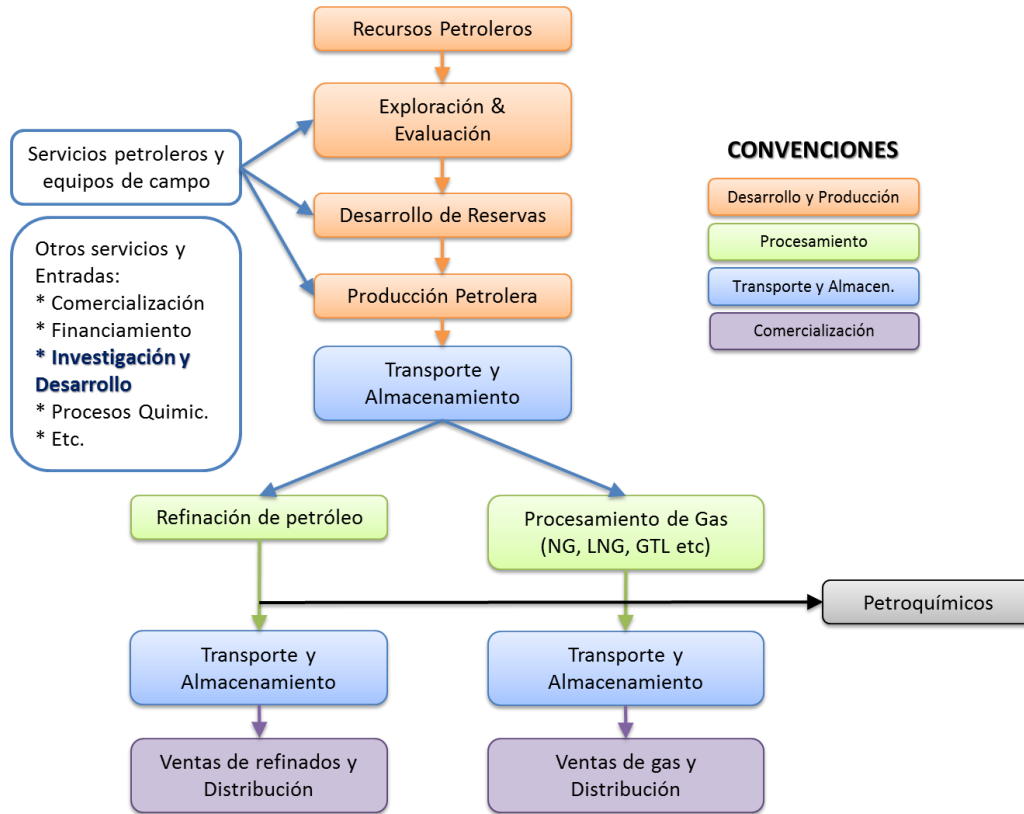 Recursos Petroleros
Exploración &
Evaluación
Servicios petroleros y
equipos de campo
Desarrollo de Reservas
Otros servicios y
Entradas:
* Comercialización
* Financiamiento
* Investigación y
Desarrollo
* Procesos Quimic.
* Etc.
Producción Petrolera
Transporte y
Almacenamiento
CONVENCIONES
Desarrollo y Producción
Procesamiento
Transporte y Almacen.
Comercialización
Refinación de petróleo
Procesamiento de Gas
(NG, LNG, GTL etc)
Petroquímicos
Transporte y
Almacenamiento
Transporte y
Almacenamiento
Ventas de refinados y
Distribución
Ventas de gas y
Distribución